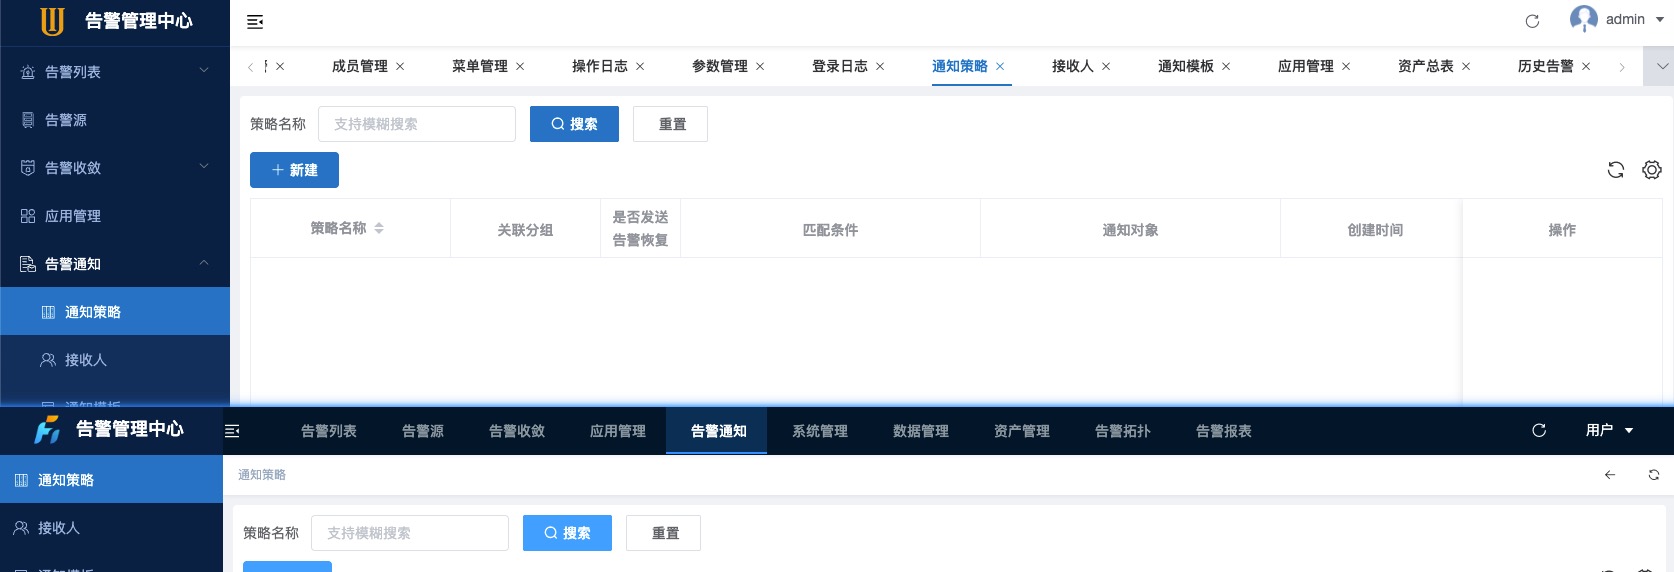 告警管理中心
admin
成员管理 菜单管理 操作日志 参数管理 登录日志 通知策略 接收人 通知模板 应用管理 资产总表 历史告警
告警列表
告警源
告警收敛
应用管理
告警通知
通知策略
接收人
通知模板
策略名称 支持模糊搜索 搜索 重置
新建
策略名称 关联分组 是否发送 匹配条件 通知对象 创建时间 操作
告警恢复
告警管理中心 告警列表 告警源 告警收敛 应用管理 告警通知 系统管理 数据管理 资产管理 告警拓扑 告警报表 用户
通知策略
接收人
通知策略
策略名称 支持模糊搜索 搜索 重置